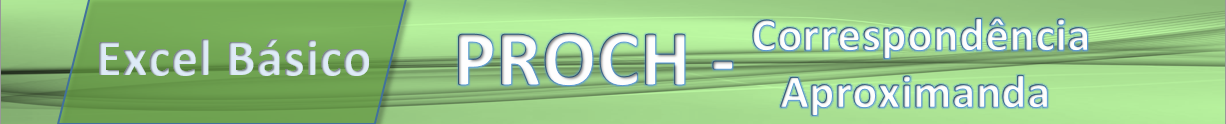 Excel Básico
PROCH -
Correspondência
Aproximanda